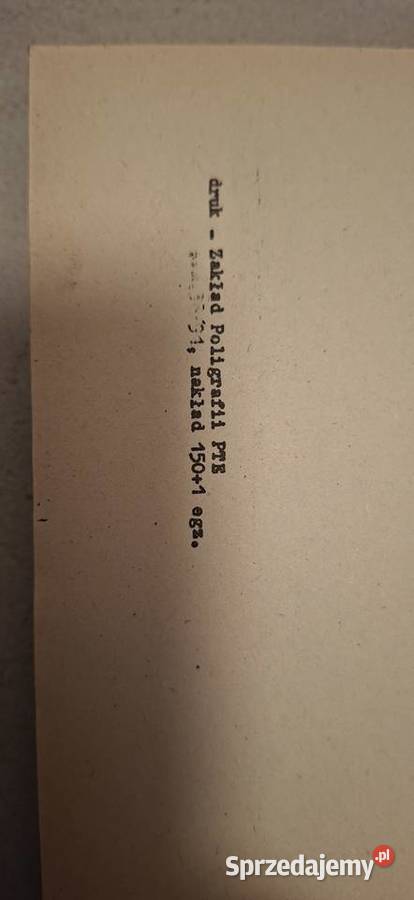 druk - Zakład Poligrafii PTE
nakład 150+1 egz.
Sprzedajemy.pl